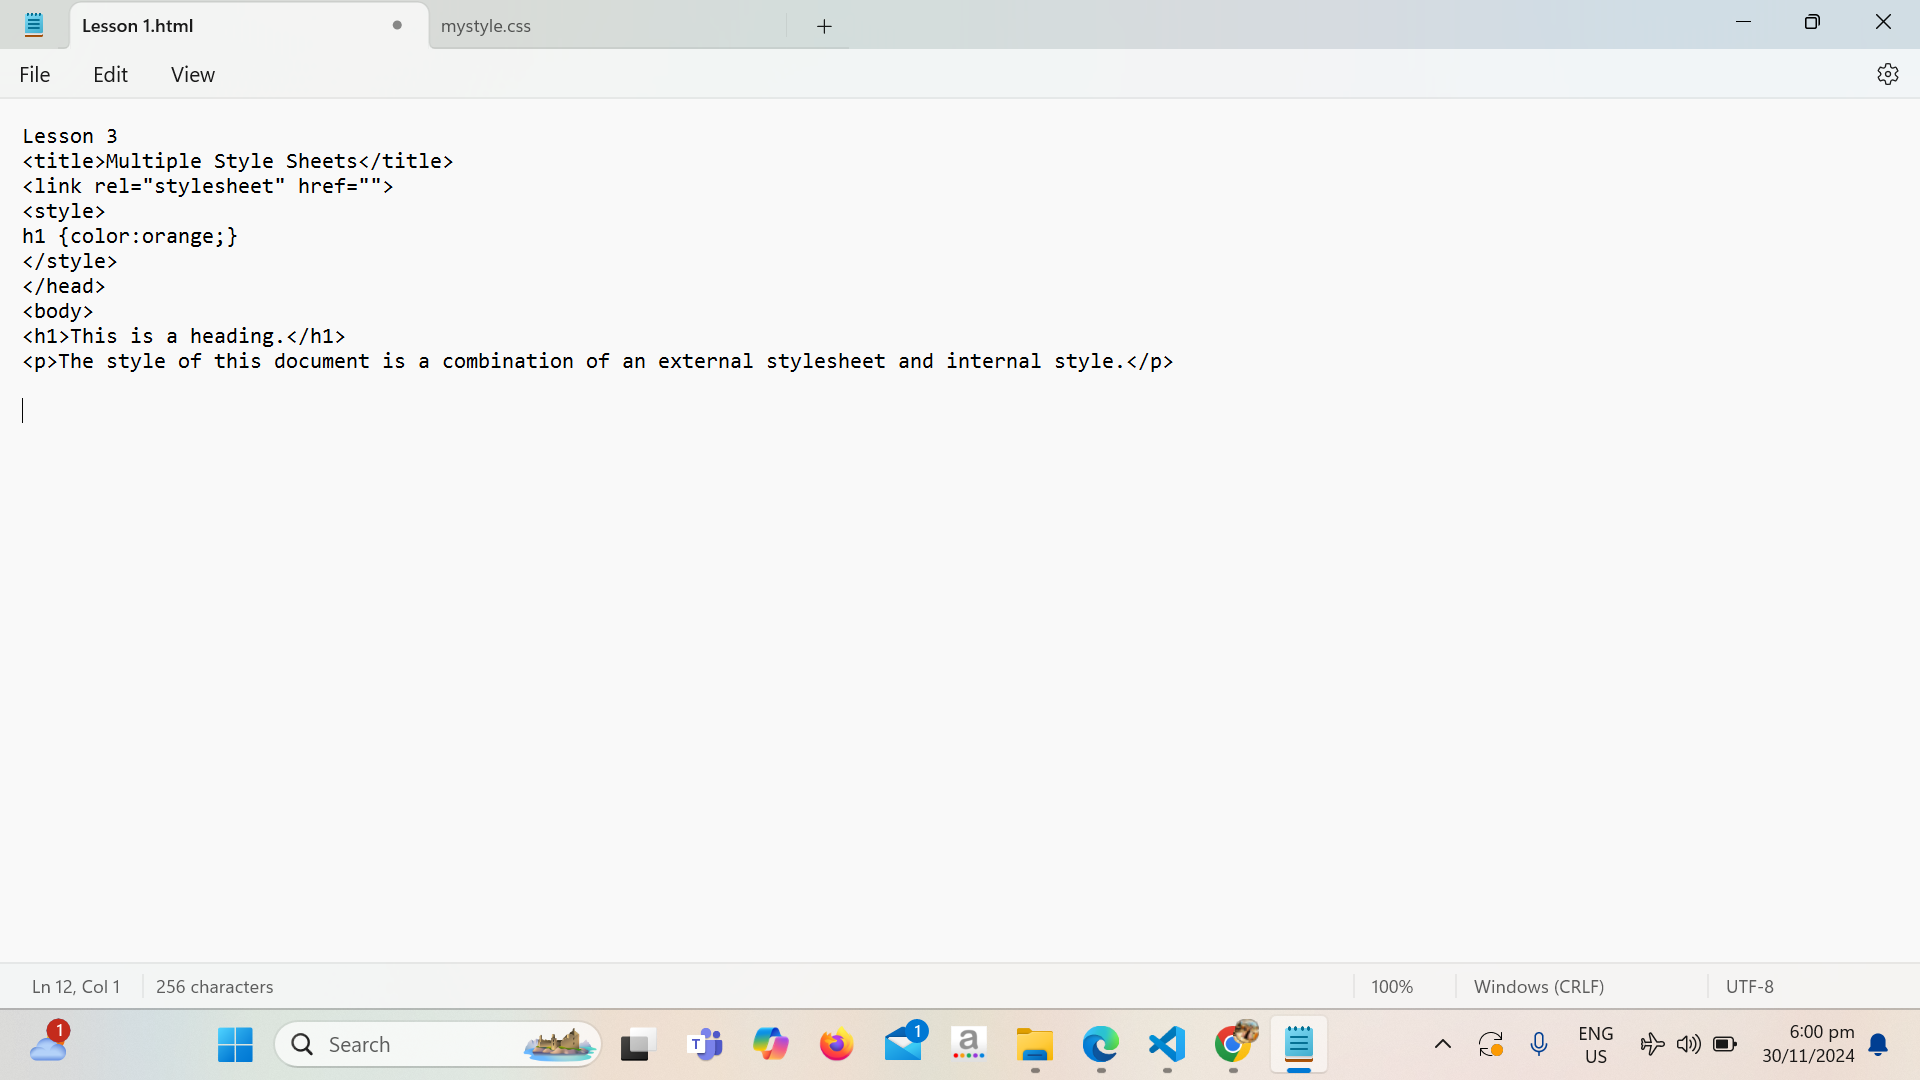 Lesson 1.html
mystyle.css
File
Edit
View
Lesson 3
<title>Multiple Style Sheets</title>
<link rel="stylesheet" href="">
<style>
h1 {color:orange;}
</style>
</head>
<body>
<h1>This is a heading.</h1>
<p>The style of this document is a combination of an external stylesheet and internal style.</p>
Ln 12, Col 1
256 characters
100%
Windows (CRLF)
UTF-8
1
Search
T
1
a
ENG
US
6:00 pm
30/11/2024